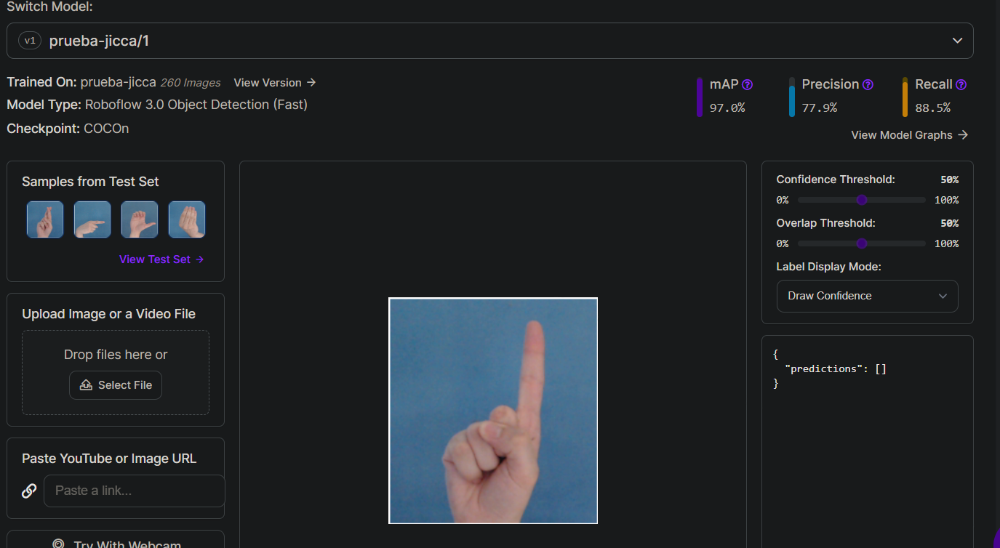 Switch Model:
v1 prueba-jicca/1
Trained On: prueba-jicca 260 Images View Version →
Model Type: Roboflow 3.0 Object Detection (Fast)
Checkpoint: COCOn
mAP ?
97.0%
Precision ?
77.9%
Recall ?
88.5%
View Model Graphs →
Samples from Test Set
View Test Set →
Upload Image or a Video File
Drop files here or
Select File
Paste YouTube or Image URL
Paste a link...
Try With Webcam
Confidence Threshold: 50%
0% 100%
Overlap Threshold: 50%
0% 100%
Label Display Mode:
Draw Confidence
{
"predictions": []
}